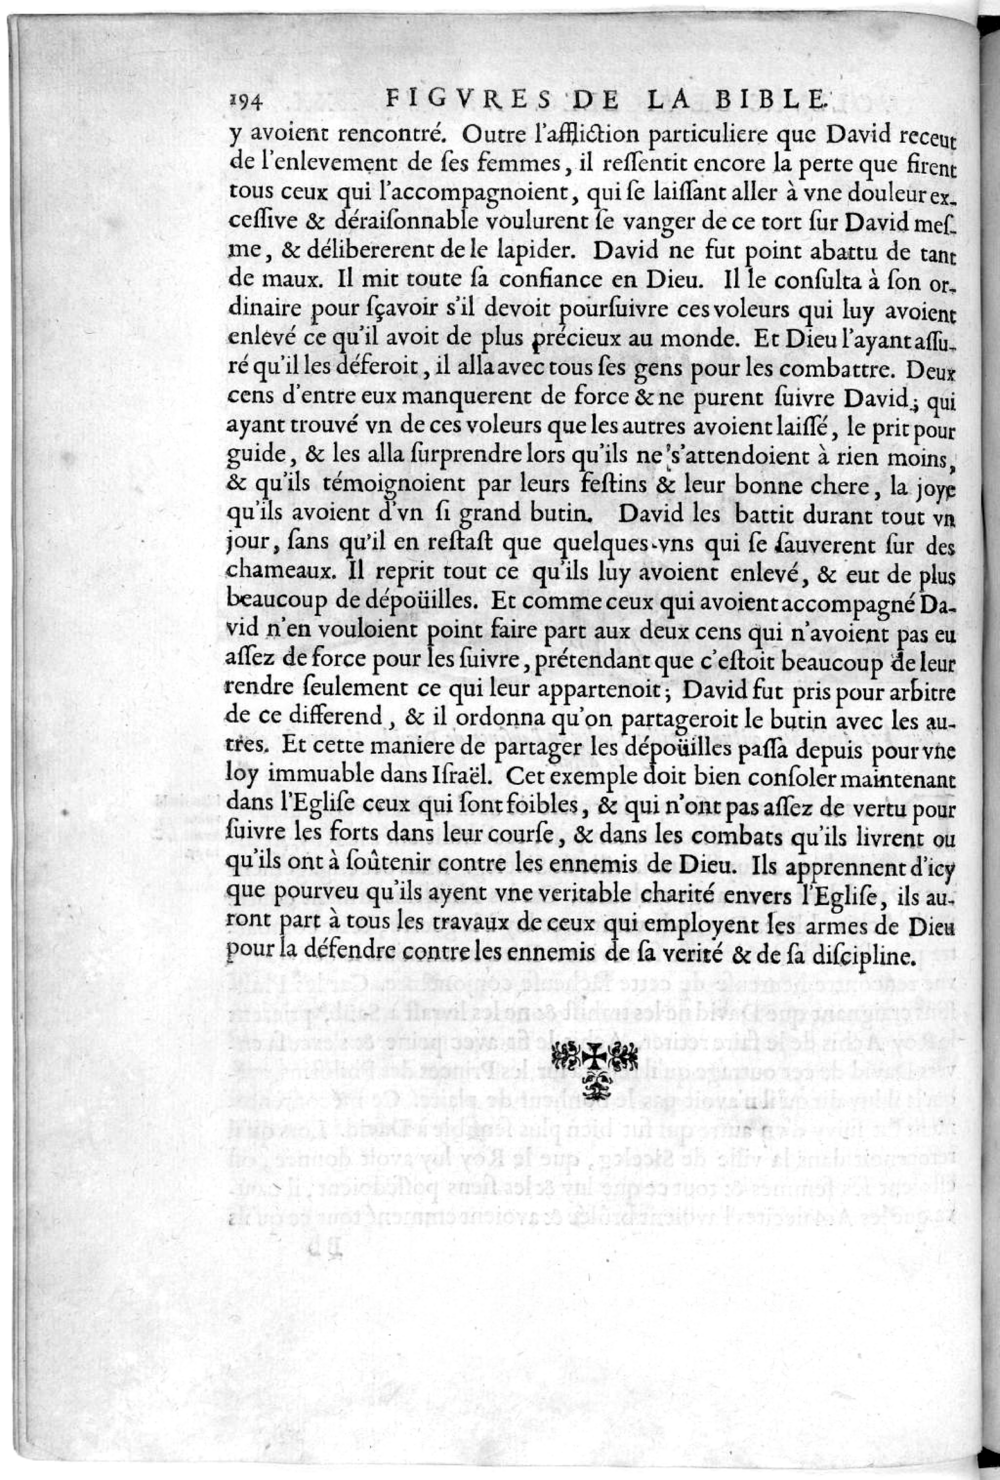 194 FIGVRES DE LA BIBLE.
y avoient rencontré. Outre l'affliction particuliere que David receut
de l'enlevement de ſes femmes, il reſſentit encore la perte que firent
tous ceux qui l'accompagnoient, qui ſe laiſſant aller à vne douleur ex-
ceſſive & déraiſonnable voulurent ſe vanger de ce tort ſur David meſ-
me, & délibererent de le lapider. David ne fut point abattu de tant
de maux. Il mit toute ſa confiance en Dieu. Il le conſulta à ſon or-
dinaire pour ſçavoir s'il devoit pourſuivre ces voleurs qui luy avoient
enlevé ce qu'il avoit de plus précieux au monde. Et Dieu l'ayant aſſu-
ré qu'il les déferoit, il alla avec tous ſes gens pour les combattre. Deux
cens d'entre eux manquerent de force & ne purent ſuivre David; qui
ayant trouvé vn de ces voleurs que les autres avoient laiſſé, le prit pour
guide, & les alla ſurprendre lors qu'ils ne s'attendoient à rien moins,
& qu'ils témoignoient par leurs feſtins & leur bonne chere, la joye
qu'ils avoient d'vn ſi grand butin. David les battit durant tout vn
jour, ſans qu'il en reſtaſt que quelques-vns qui ſe ſauverent ſur des
chameaux. Il reprit tout ce qu'ils luy avoient enlevé, & eut de plus
beaucoup de dépoüilles. Et comme ceux qui avoient accompagné Da-
vid n'en vouloient point faire part aux deux cens qui n'avoient pas eu
aſſez de force pour les ſuivre, prétendant que c'eſtoit beaucoup de leur
rendre ſeulement ce qui leur appartenoit; David fut pris pour arbitre
de ce differend, & il ordonna qu'on partageroit le butin avec les au-
tres. Et cette maniere de partager les dépoüilles paſſa depuis pour vne
loy immuable dans Iſraël. Cet exemple doit bien conſoler maintenant
dans l'Egliſe ceux qui ſont foibles, & qui n'ont pas aſſez de vertu pour
ſuivre les forts dans leur courſe, & dans les combats qu'ils livrent ou
qu'ils ont à ſoûtenir contre les ennemis de Dieu. Ils apprennent d'icy
que pourveu qu'ils ayent vne veritable charité envers l'Egliſe, ils au-
ront part à tous les travaux de ceux qui employent les armes de Dieu
pour la défendre contre les ennemis de ſa verité & de ſa diſcipline.